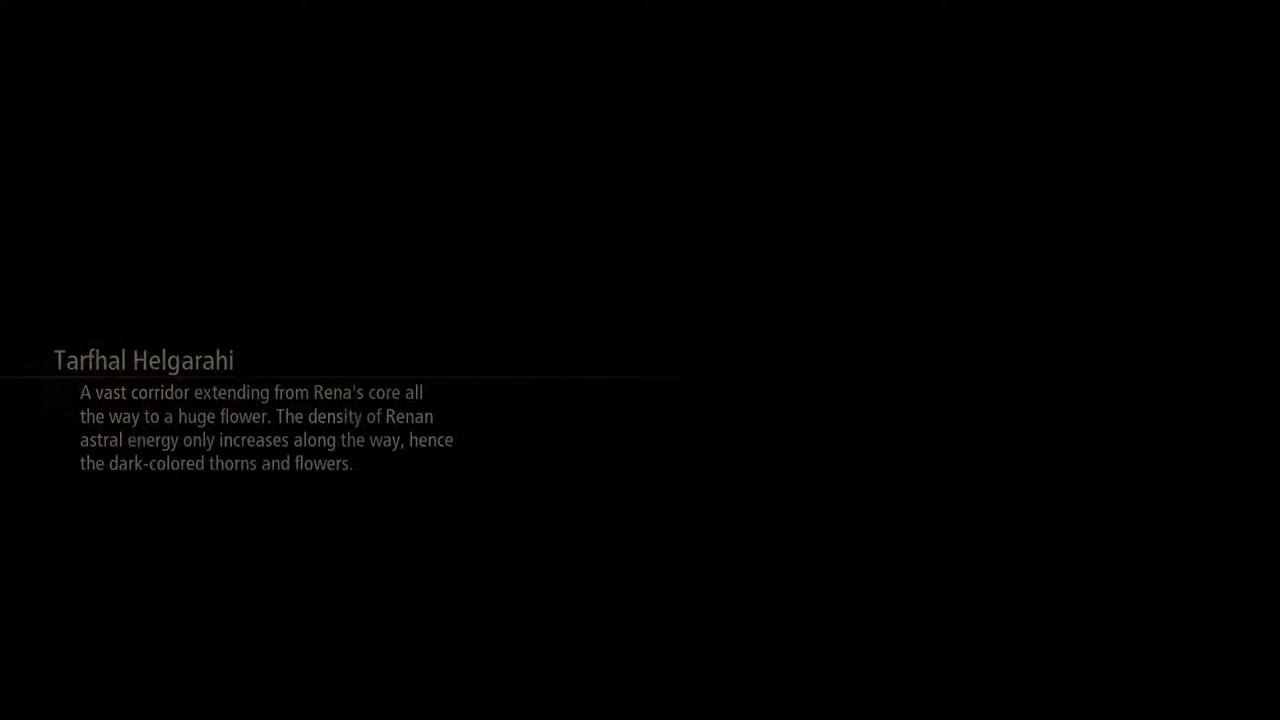 Tarfhal Helgarahi
A vast corridor extending from Rena's core all
the way to a huge flower. The density of Renan
astral energy only increases along the way, hence
the dark-colored thorns and flowers.